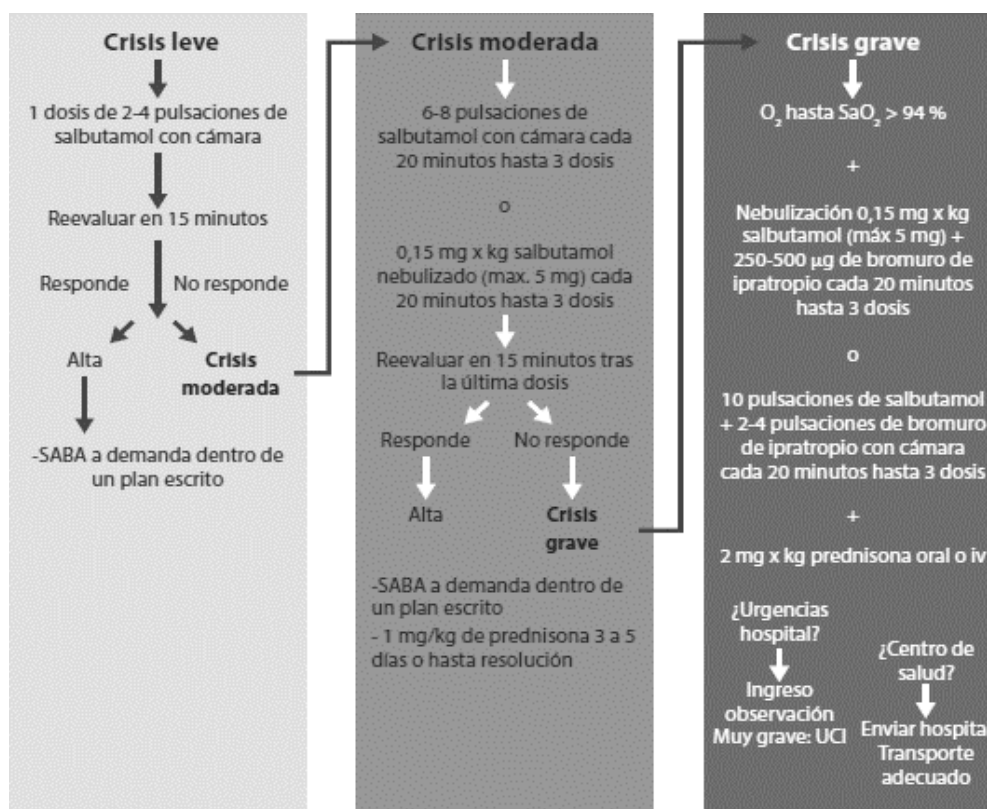 Crisis leve
1 dosis de 2-4 pulsaciones de
salbutamol con cámara
Reevaluar en 15 minutos
Responde
No responde
Alta
Crisis
moderada
-SABA a demanda dentro de
un plan escrito
Crisis moderada
6-8 pulsaciones de
salbutamol con cámara cada
20 minutos hasta 3 dosis
o
0,15 mg x kg salbutamol
nebulizado (max. 5 mg) cada
20 minutos hasta 3 dosis
Reevaluar en 15 minutos tras
la última dosis
Responde
No responde
Alta
Crisis
grave
-SABA a demanda dentro de
un plan escrito
- 1 mg/kg de prednisona 3 a 5
días o hasta resolución
Crisis grave
O₂ hasta SaO₂ > 94 %
+
Nebulización 0,15 mg x kg
salbutamol (máx 5 mg) +
250-500 µg de bromuro de
ipratropio cada 20 minutos
hasta 3 dosis
o
10 pulsaciones de salbutamol
+ 2-4 pulsaciones de bromuro
de ipratropio con cámara
cada 20 minutos hasta 3 dosis
+
2 mg x kg prednisona oral o iv
¿Urgencias
hospital?
Ingreso
observación
Muy grave: UCI
¿Centro de
salud?
Enviar hospita
Transporte
adecuado